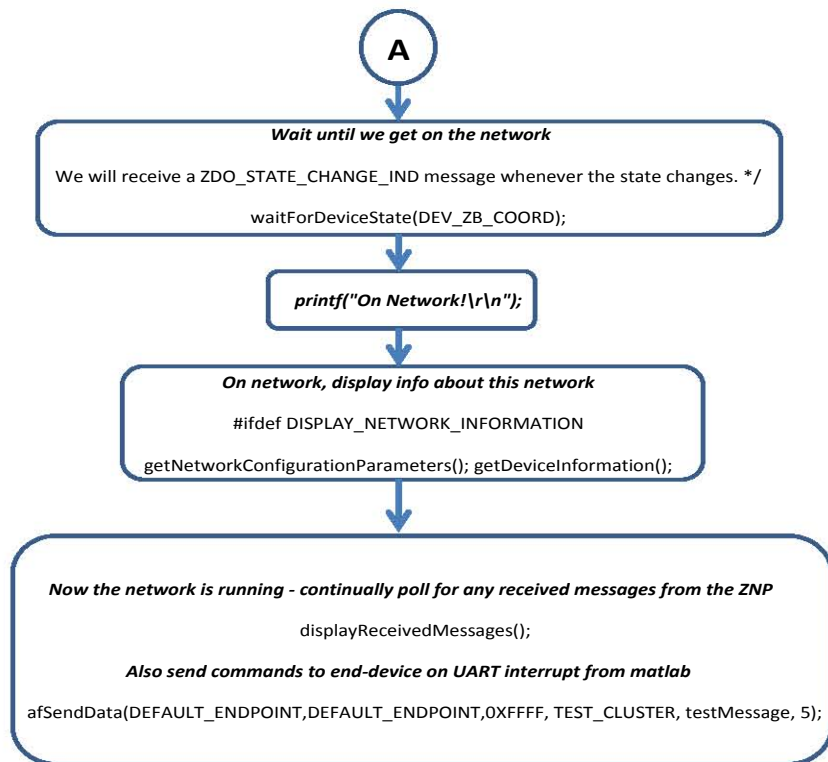 A
Wait until we get on the network
We will receive a ZDO_STATE_CHANGE_IND message whenever the state changes. */
waitForDeviceState(DEV_ZB_COORD);
printf("On Network!\r\n");
On network, display info about this network
#ifdef DISPLAY_NETWORK_INFORMATION
getNetworkConfigurationParameters(); getDeviceInformation();
Now the network is running - continually poll for any received messages from the ZNP
displayReceivedMessages();
Also send commands to end-device on UART interrupt from matlab
afSendData(DEFAULT_ENDPOINT,DEFAULT_ENDPOINT,0XFFFF, TEST_CLUSTER, testMessage, 5);